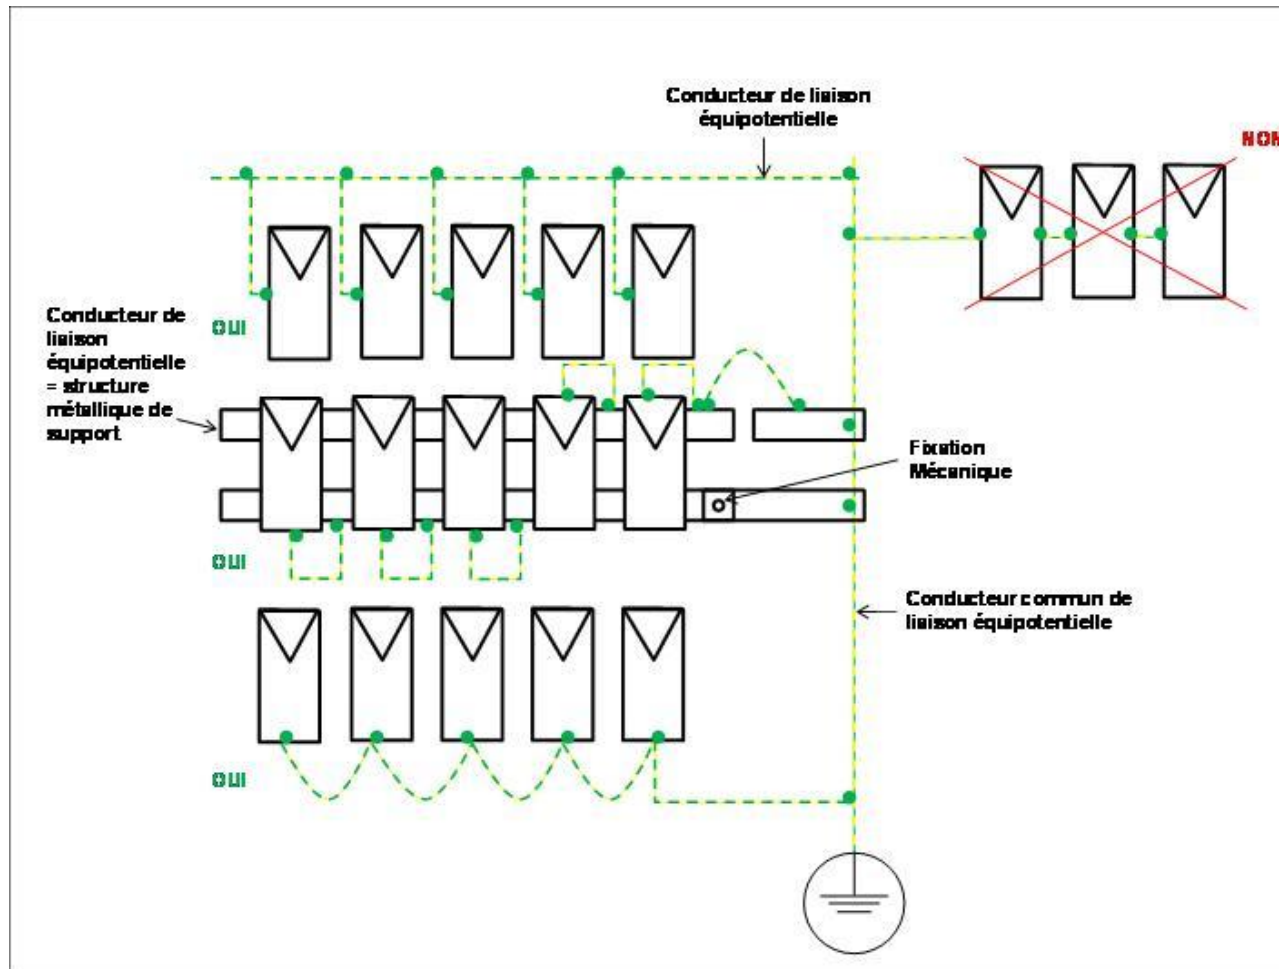 Conducteur de liaison
équipotentielle
NON
Conducteur de
liaison
équipotentielle
= structure
métallique de
support
OUI
Fixation
Mécanique
OUI
Conducteur commun de
liaison équipotentielle
OUI